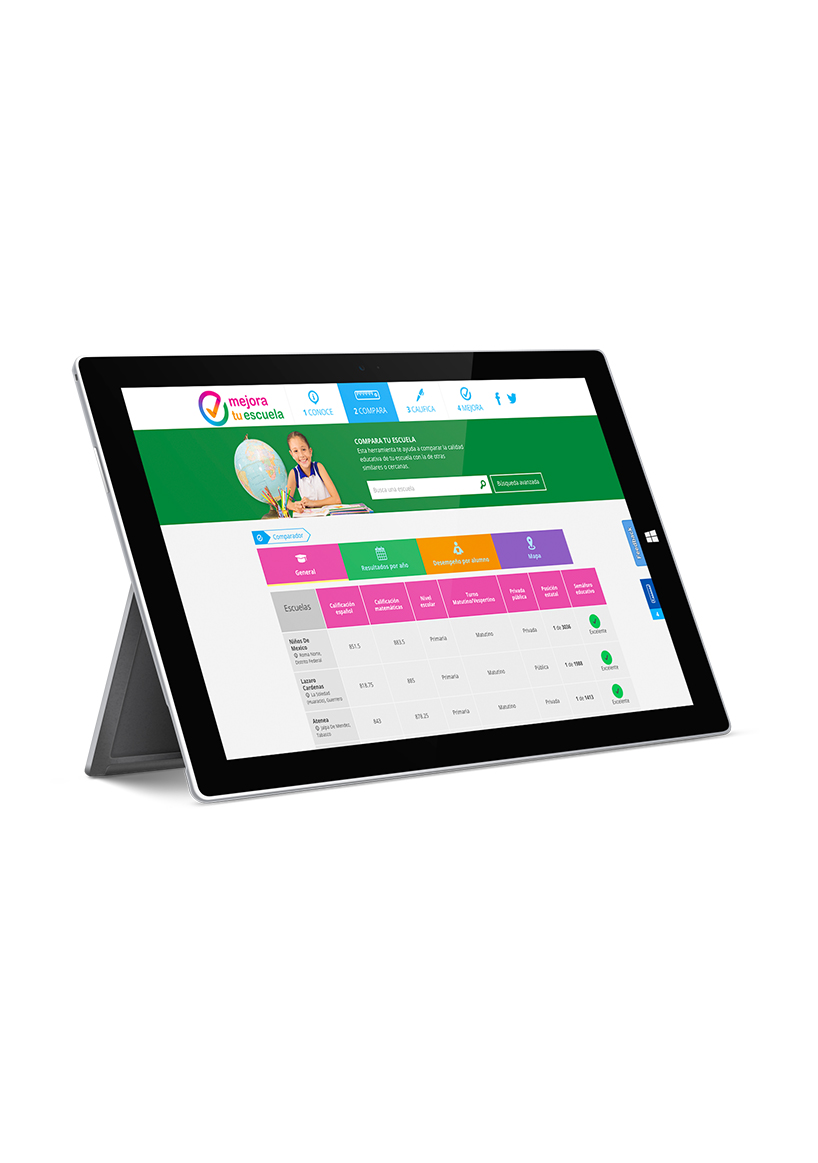 mejora
tu escuela
1 CONOCE
2 COMPARA
3 CALIFICA
4 MEJORA
COMPARA TU ESCUELA
Esta herramienta te ayuda a comparar la calidad
educativa de tu escuela con la de otras
similares o cercanas.
Busca una escuela
Búsqueda avanzada
Comparador
General
Resultados por año
Desempeño por alumno
Mapa
Escuelas
Calificación
español
Calificación
matemáticas
Nivel
escolar
Turno
Matutino/Vespertino
Privada
pública
Posición
estatal
Semáforo
educativo
Niños De
Mexico
Roma Norte,
Distrito Federal
851.5
883.5
Primaria
Matutino
Privada
1 de 3036
Excelente
Lazaro
Cardenas
La Soledad
(Huarachi), Guerrero
818.75
885
Primaria
Matutino
Pública
1 de 1988
Excelente
Atenea
Jalpa De Mendez,
Tabasco
843
878.25
Primaria
Matutino
Privada
1 de 1413
Excelente
4